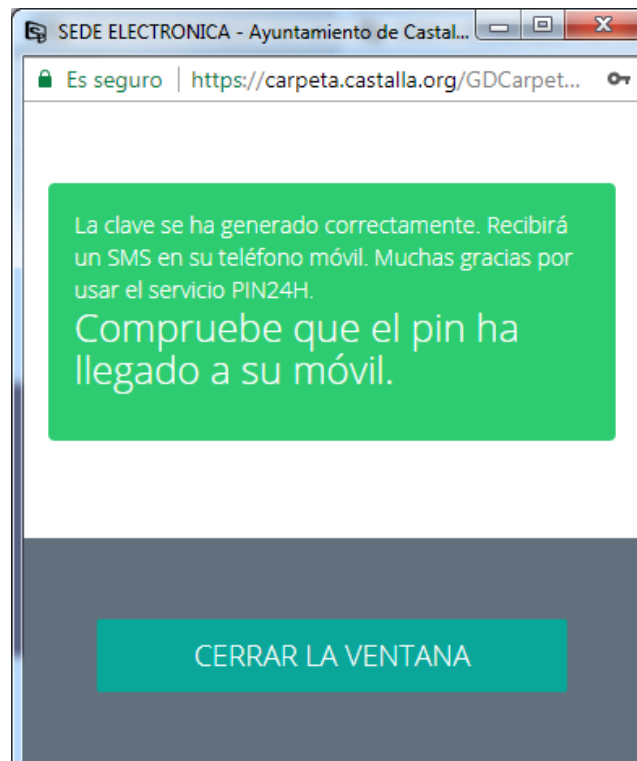 SEDE ELECTRONICA - Ayuntamiento de Castal...
Es seguro | https://carpeta.castalla.org/GDCarpet...
La clave se ha generado correctamente. Recibirá
un SMS en su teléfono móvil. Muchas gracias por
usar el servicio PIN24H.
Compruebe que el pin ha
llegado a su móvil.
CERRAR LA VENTANA